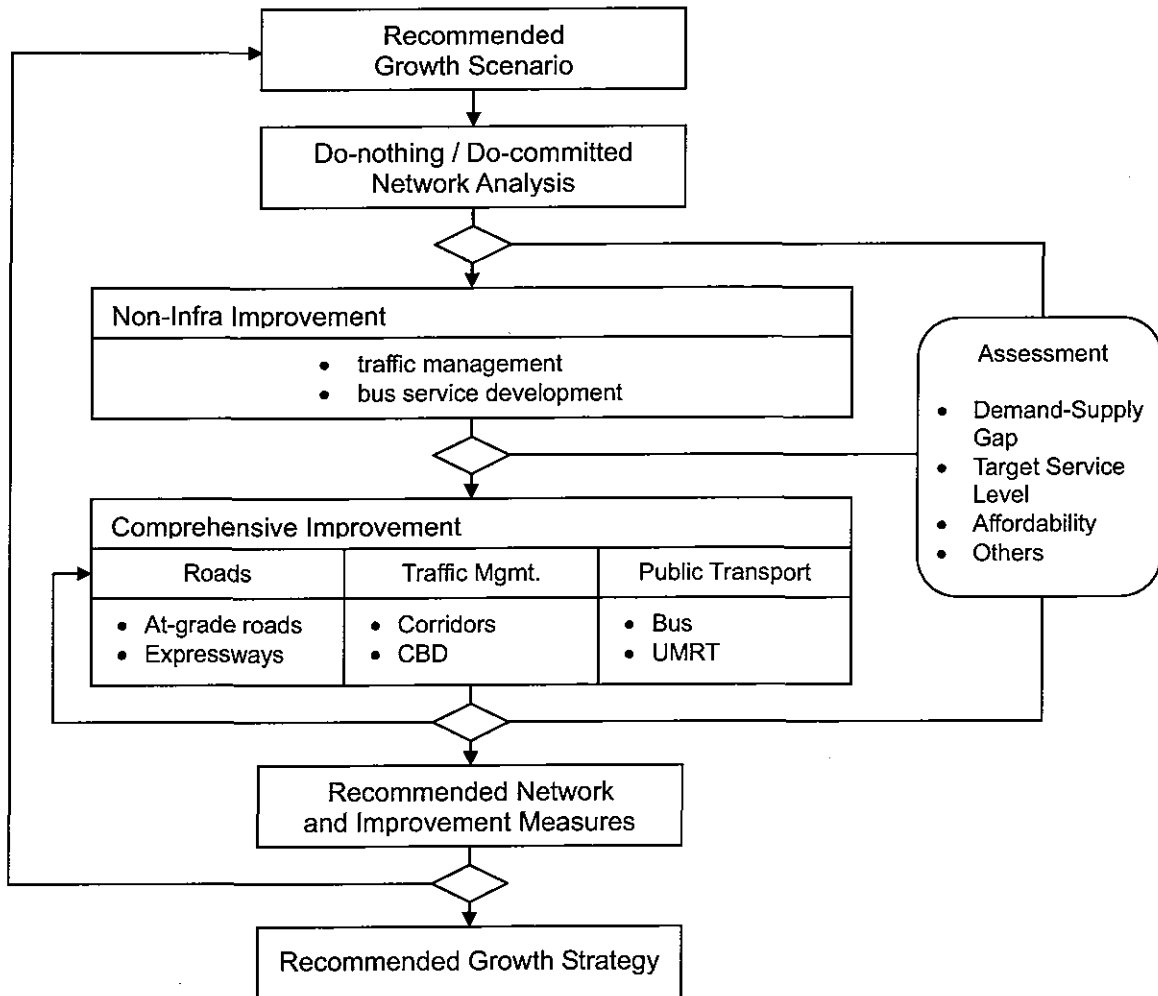 Recommended
Growth Scenario
Do-nothing / Do-committed
Network Analysis
Non-Infra Improvement
• traffic management
• bus service development
Assessment
• Demand-Supply
Gap
• Target Service
Level
• Affordability
• Others
Comprehensive Improvement
Roads
• At-grade roads
• Expressways
Traffic Mgmt.
• Corridors
• CBD
Public Transport
• Bus
• UMRT
Recommended Network
and Improvement Measures
Recommended Growth Strategy